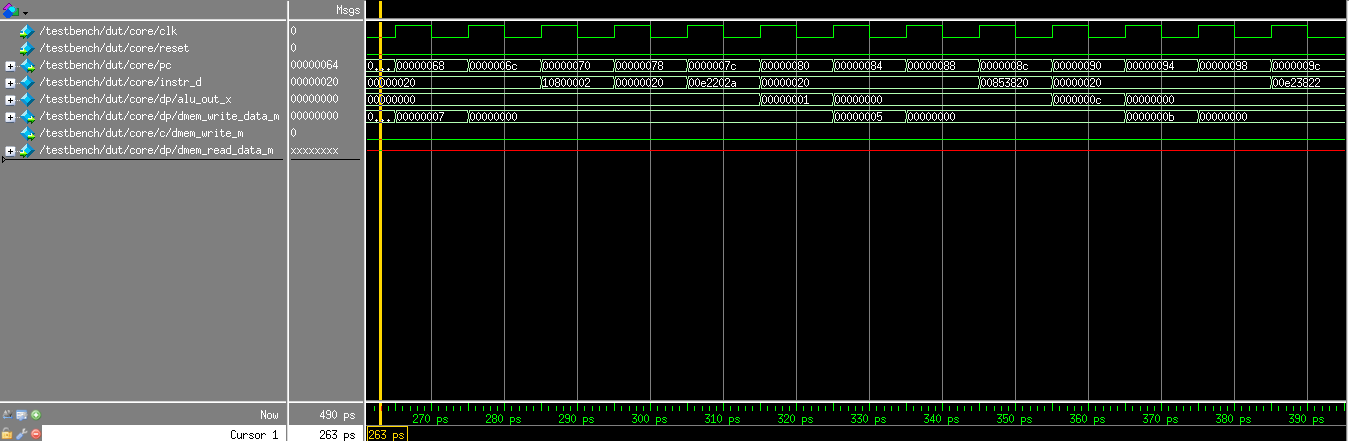 Msgs
/testbench/dut/core/clk 0
/testbench/dut/core/reset 0
/testbench/dut/core/pc 00000064 0... 00000068 0000006c 00000070 00000078 0000007c 00000080 00000084 00000088 0000008c 00000090 00000094 00000098 0000009c
/testbench/dut/core/instr_d 00000020 00000020 10800002 00000020 00e2202a 00000020 00853820 00000020 00e23822
/testbench/dut/core/dp/alu_out_x 00000000 00000000 00000001 00000000 0000000c 00000000
/testbench/dut/core/dp/dmem_write_data_m 00000000 0... 00000007 00000000 00000005 00000000 0000000b 00000000
/testbench/dut/core/c/dmem_write_m 0
/testbench/dut/core/dp/dmem_read_data_m xxxxxxxx
Now 490 ps 270 ps 280 ps 290 ps 300 ps 310 ps 320 ps 330 ps 340 ps 350 ps 360 ps 370 ps 380 ps 390 ps
Cursor 1 263 ps 263 ps